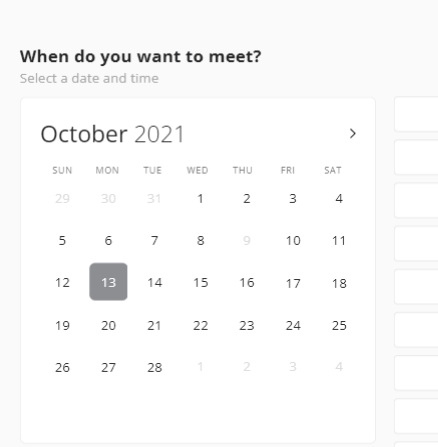 When do you want to meet?
Select a date and time
October 2021
SUN MON TUE WED THU FRI SAT
29 30 31 1 2 3 4
5 6 7 8 9 10 11
12 13 14 15 16 17 18
19 20 21 22 23 24 25
26 27 28 1 2 3 4